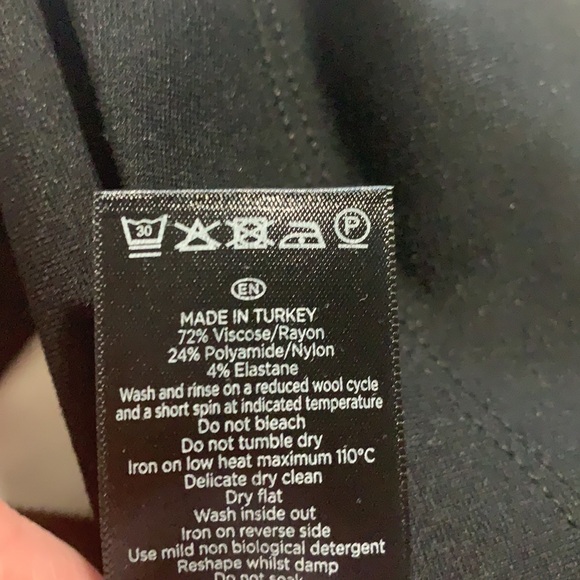 30
P
EN
MADE IN TURKEY
72% Viscose/Rayon
24% Polyamide/Nylon
4% Elastane
Wash and rinse on a reduced wool cycle
and a short spin at indicated temperature
Do not bleach
Do not tumble dry
Iron on low heat maximum 110°C
Delicate dry clean
Dry flat
Wash inside out
Iron on reverse side
Use mild non biological detergent
Reshape whilst damp
Do not soak